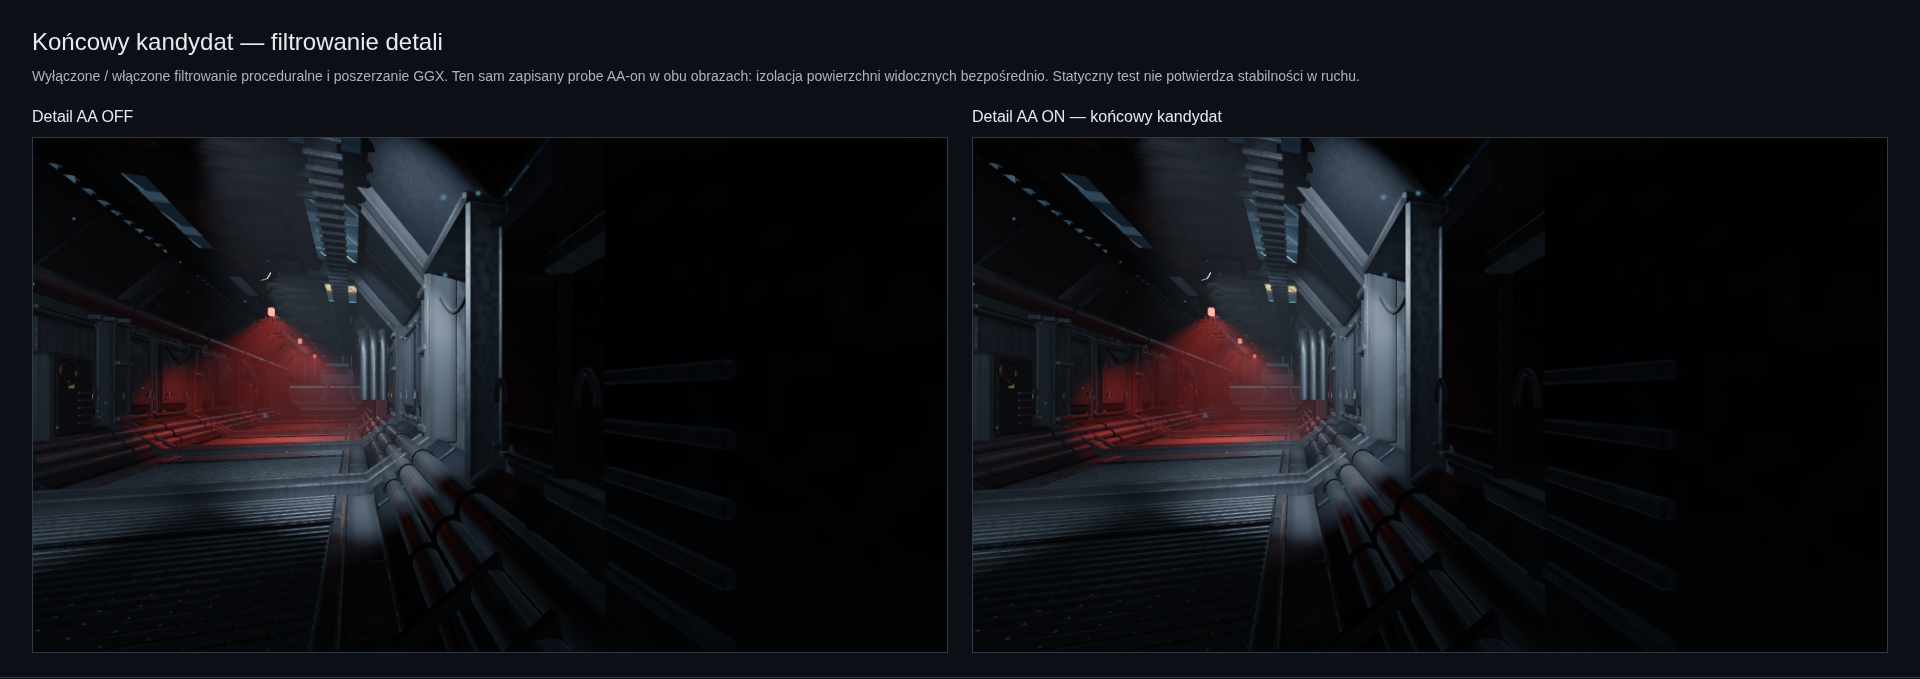 Końcowy kandydat — filtrowanie detali
Wyłączone / włączone filtrowanie proceduralne i poszerzanie GGX. Ten sam zapisany probe AA-on w obu obrazach: izolacja powierzchni widocznych bezpośrednio. Statyczny test nie potwierdza stabilności w ruchu.
Detail AA OFF
Detail AA ON — końcowy kandydat